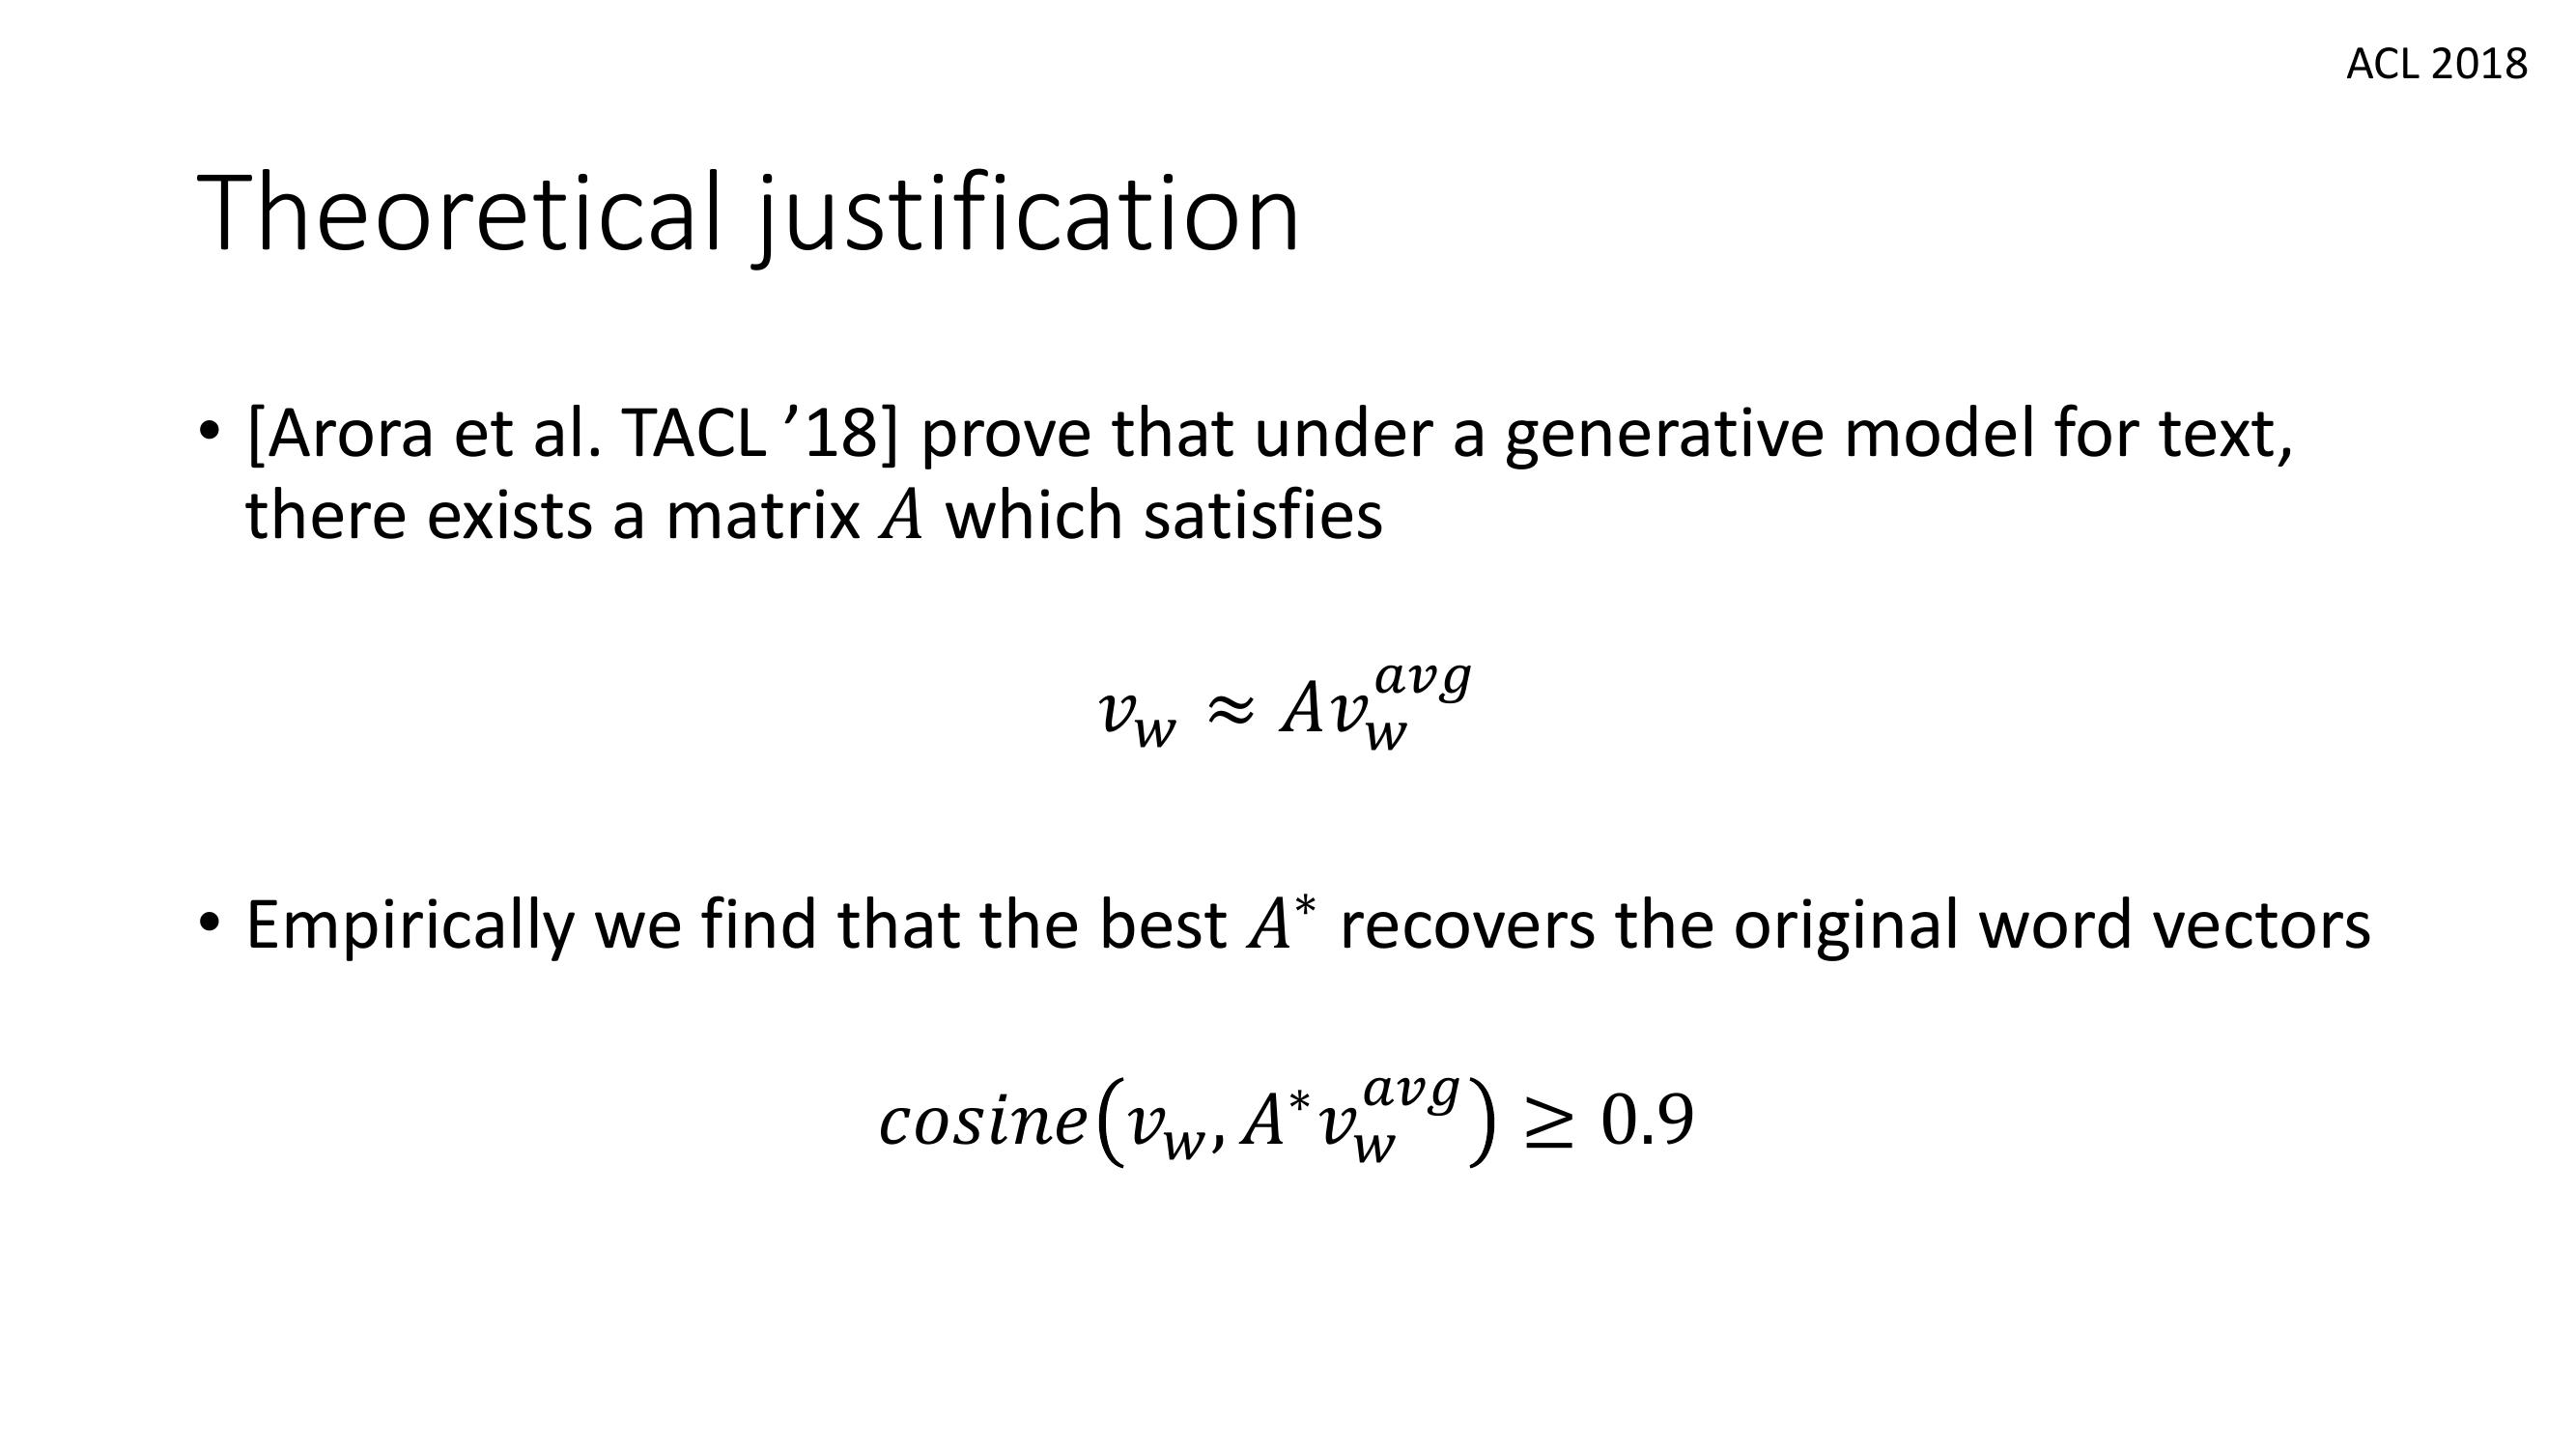 ACL 2018
Theoretical justification
• [Arora et al. TACL ’18] prove that under a generative model for text,
there exists a matrix $A$ which satisfies
$v_w \approx A v_w^{avg}$
• Empirically we find that the best $A^*$ recovers the original word vectors
$cosine(v_w, A^* v_w^{avg}) \geq 0.9$